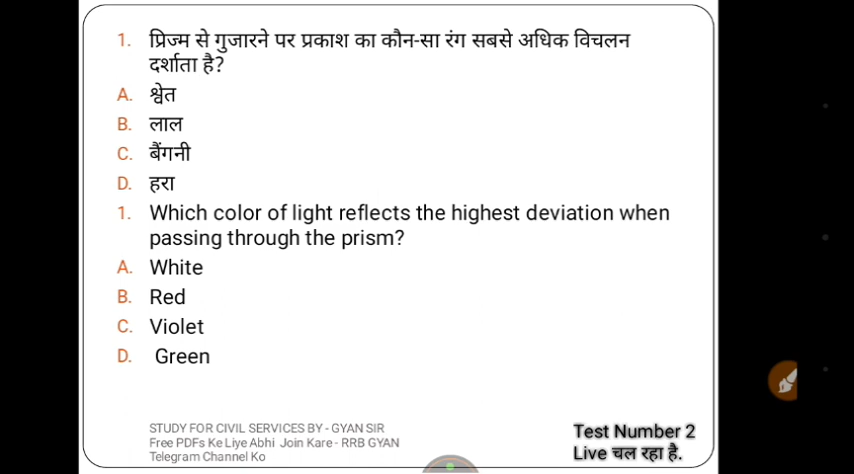 1. प्रिज्म से गुजारने पर प्रकाश का कौन-सा रंग सबसे अधिक विचलन
दर्शाता है?
A. श्वेत
B. लाल
C. बैंगनी
D. हरा
1. Which color of light reflects the highest deviation when
passing through the prism?
A. White
B. Red
C. Violet
D. Green
STUDY FOR CIVIL SERVICES BY - GYAN SIR
Free PDFs Ke Liye Abhi Join Kare - RRB GYAN
Telegram Channel Ko
Test Number 2
Live चल रहा है.